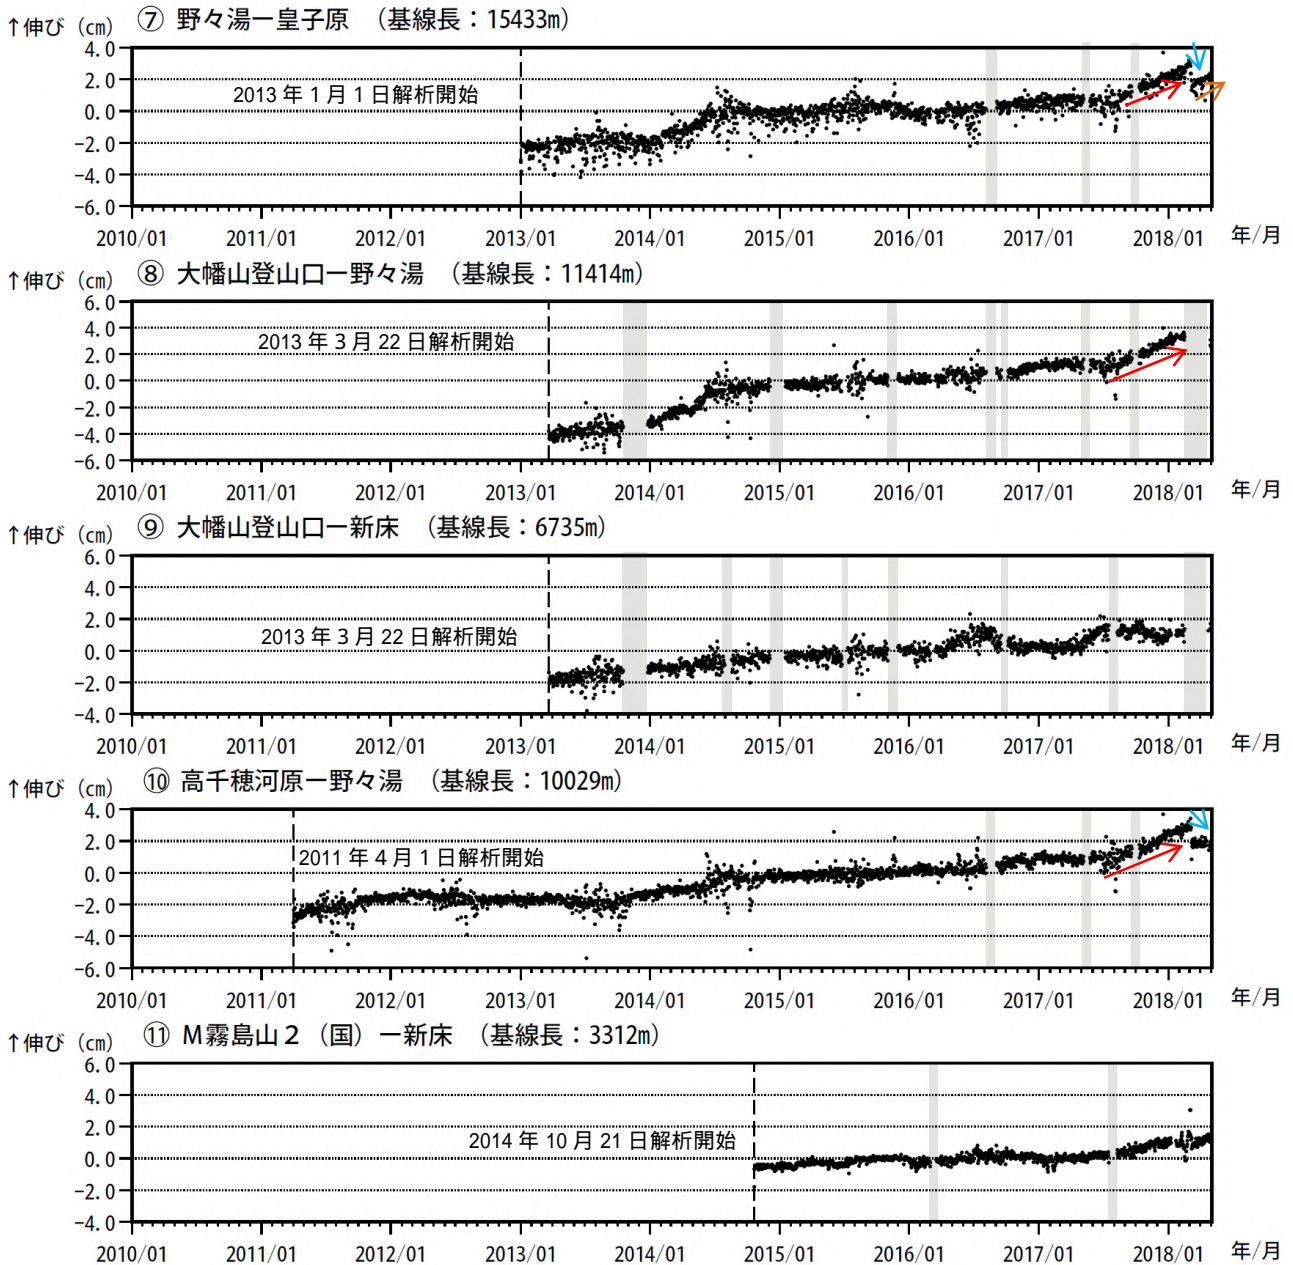 ↑伸び（cm） ⑦ 野々湯ー皇子原 （基線長：15433m）
4.0
2.0
0.0
-2.0
-4.0
-6.0
2013 年 1 月 1 日解析開始
2010/01 2011/01 2012/01 2013/01 2014/01 2015/01 2016/01 2017/01 2018/01 年/月
↑伸び（cm） ⑧ 大幡山登山口ー野々湯 （基線長：11414m）
6.0
4.0
2.0
0.0
-2.0
-4.0
-6.0
2013 年 3 月 22 日解析開始
2010/01 2011/01 2012/01 2013/01 2014/01 2015/01 2016/01 2017/01 2018/01 年/月
↑伸び（cm） ⑨ 大幡山登山口ー新床 （基線長：6735m）
6.0
4.0
2.0
0.0
-2.0
-4.0
2013 年 3 月 22 日解析開始
2010/01 2011/01 2012/01 2013/01 2014/01 2015/01 2016/01 2017/01 2018/01 年/月
↑伸び（cm） ⑩ 高千穂河原ー野々湯 （基線長：10029m）
4.0
2.0
0.0
-2.0
-4.0
-6.0
2011 年 4 月 1 日解析開始
2010/01 2011/01 2012/01 2013/01 2014/01 2015/01 2016/01 2017/01 2018/01 年/月
↑伸び（cm） ⑪ M霧島山２（国）ー新床 （基線長：3312m）
6.0
4.0
2.0
0.0
-2.0
-4.0
2014 年 10 月 21 日解析開始
2010/01 2011/01 2012/01 2013/01 2014/01 2015/01 2016/01 2017/01 2018/01 年/月